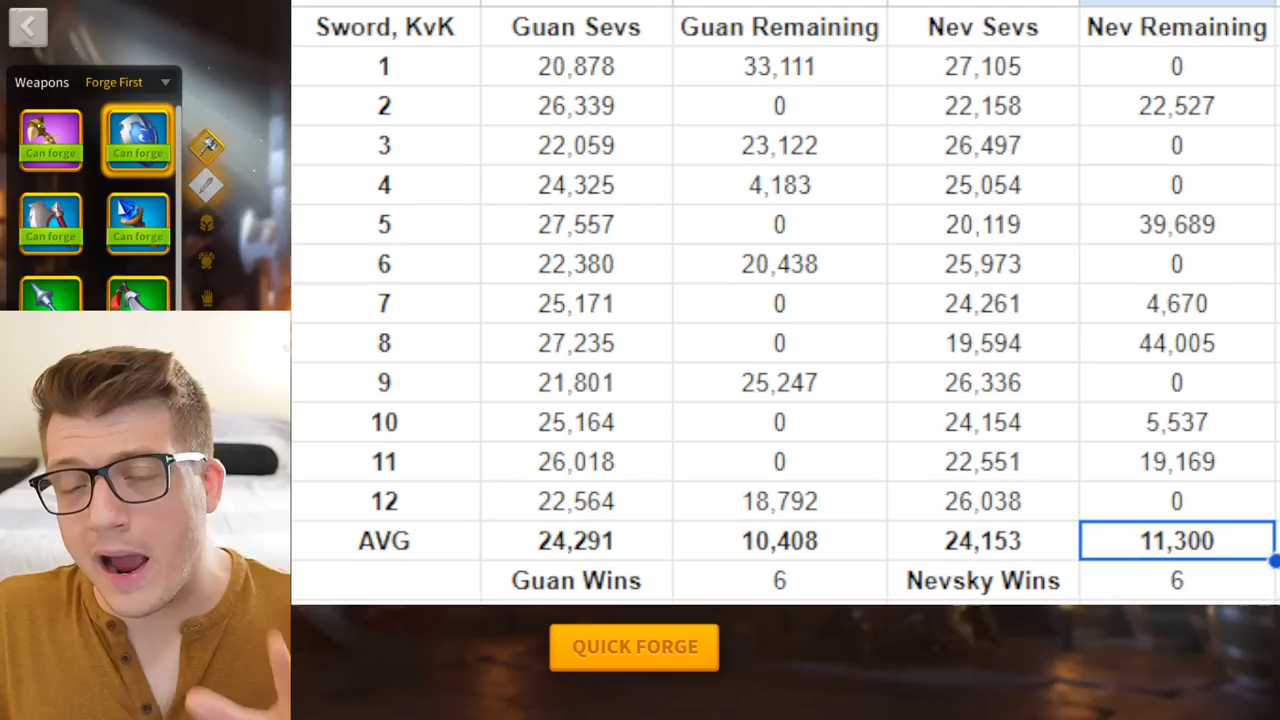 Weapons Forge First
Can forge Can forge
Can forge Can forge
Sword, KvK Guan Sevs Guan Remaining Nev Sevs Nev Remaining
1 20,878 33,111 27,105 0
2 26,339 0 22,158 22,527
3 22,059 23,122 26,497 0
4 24,325 4,183 25,054 0
5 27,557 0 20,119 39,689
6 22,380 20,438 25,973 0
7 25,171 0 24,261 4,670
8 27,235 0 19,594 44,005
9 21,801 25,247 26,336 0
10 25,164 0 24,154 5,537
11 26,018 0 22,551 19,169
12 22,564 18,792 26,038 0
AVG 24,291 10,408 24,153 11,300
Guan Wins 6 Nevsky Wins 6
QUICK FORGE